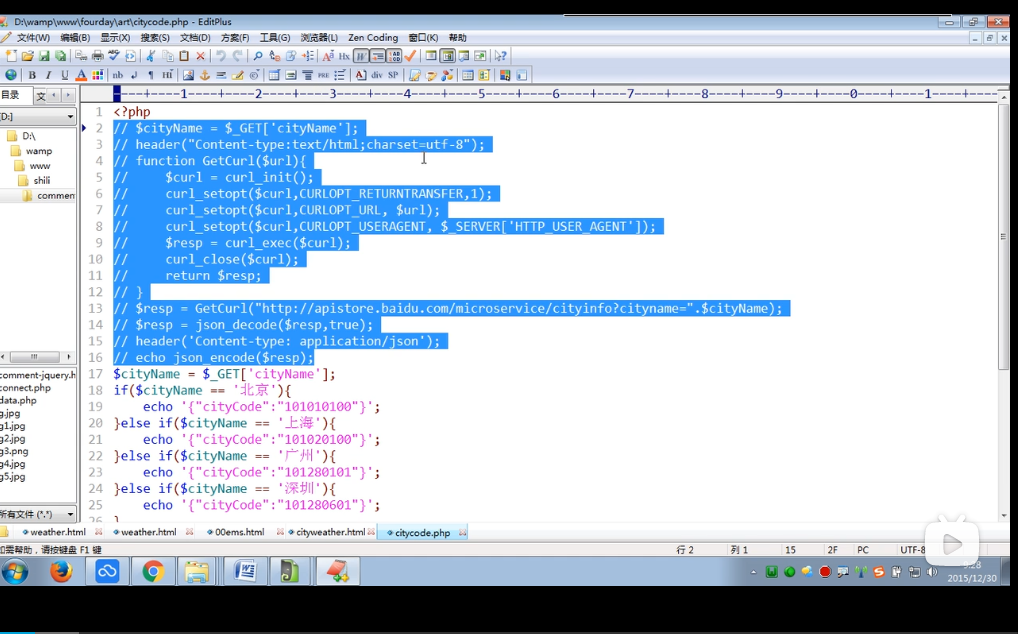 D:\wamp\www\fourday\art\citycode.php - EditPlus
文件(W) 编辑(B) 显示(X) 搜索(S) 文档(D) 方案(F) 工具(G) 浏览器(L) Zen Coding 窗口(K) 帮助
目录 文
[D:]
D:\
wamp
www
shili
commen
comment-jquery.h
connect.php
data.php
g.jpg
g1.jpg
g2.jpg
g3.png
g4.jpg
g5.jpg
所有文件 (*.*)
----+----1----+----2----+----3----+----4----+----5----+----6----+----7----+----8----+----9----+----0----+----1----+--
1 <?php
2 // $cityName = $_GET['cityName'];
3 // header("Content-type:text/html;charset=utf-8");
4 // function GetCurl($url){
5 //     $curl = curl_init();
6 //     curl_setopt($curl,CURLOPT_RETURNTRANSFER,1);
7 //     curl_setopt($curl,CURLOPT_URL, $url);
8 //     curl_setopt($curl,CURLOPT_USERAGENT, $_SERVER['HTTP_USER_AGENT']);
9 //     $resp = curl_exec($curl);
10 //     curl_close($curl);
11 //     return $resp;
12 // }
13 // $resp = GetCurl("http://apistore.baidu.com/microservice/cityinfo?cityname=".$cityName);
14 // $resp = json_decode($resp,true);
15 // header('Content-type: application/json');
16 // echo json_encode($resp);
17 $cityName = $_GET['cityName'];
18 if($cityName == '北京'){
19     echo '{"cityCode":"101010100"}';
20 }else if($cityName == '上海'){
21     echo '{"cityCode":"101020100"}';
22 }else if($cityName == '广州'){
23     echo '{"cityCode":"101280101"}';
24 }else if($cityName == '深圳'){
25     echo '{"cityCode":"101280601"}';
26 }
weather.html weather.html 00ems.html cityweather.html citycode.php
如需帮助，请按键盘 F1 键 行 2 列 1 15 2F PC UTF-8
2015/12/30